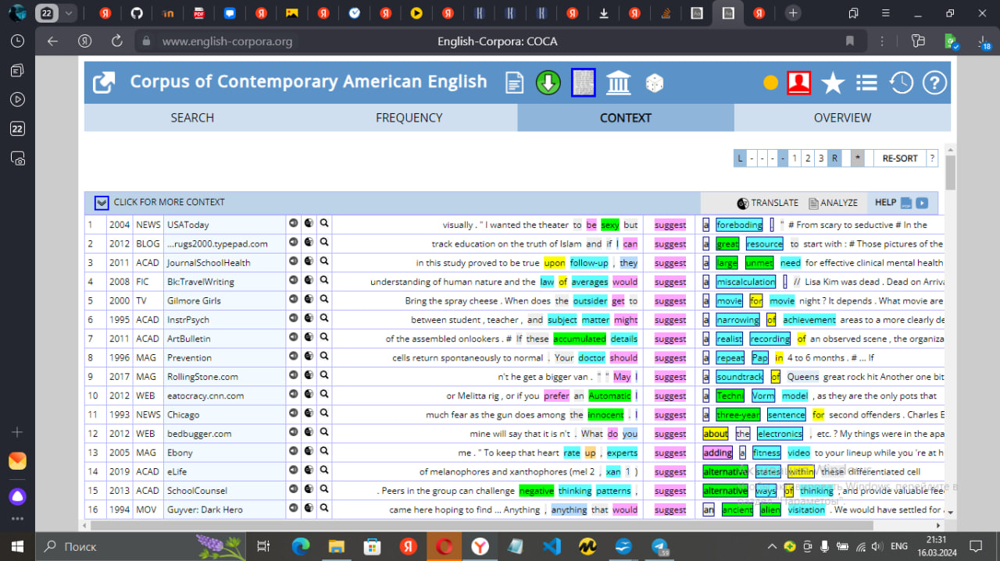 22
www.english-corpora.org
English-Corpora: COCA
18
22
Corpus of Contemporary American English
SEARCH FREQUENCY CONTEXT OVERVIEW
L - - - - 1 2 3 R * RE-SORT ?
CLICK FOR MORE CONTEXT TRANSLATE ANALYZE HELP
1 2004 NEWS USAToday visually . " I wanted the theater to be sexy but suggest a foreboding . " # From scary to seductive # In the
2 2012 BLOG ...rugs2000.typepad.com track education on the truth of Islam and if I can suggest a great resource to start with : # Those pictures of the
3 2011 ACAD JournalSchoolHealth in this study proved to be true upon follow-up , they suggest a large unmet need for effective clinical mental health
4 2008 FIC Bk:TravelWriting understanding of human nature and the law of averages would suggest a miscalculation . // Lisa Kim was dead . Dead on Arriva
5 2000 TV Gilmore Girls Bring the spray cheese . When does the outsider get to suggest a movie for movie night ? It depends . What movie are
6 1995 ACAD InstrPsych between student , teacher , and subject matter might suggest a narrowing of achievement areas to a more clearly de
7 2011 ACAD ArtBulletin of the assembled onlookers . # If these accumulated details suggest a realist recording of an observed scene , the organiza
8 1996 MAG Prevention cells return spontaneously to normal . Your doctor should suggest a repeat Pap in 4 to 6 months . # ... If
9 2017 MAG RollingStone.com n't he get a bigger van . " " May I suggest a soundtrack of Queens great rock hit Another one bit
10 2012 WEB eatocracy.cnn.com or Melitta rig , or if you prefer an Automatic I suggest a Techni Vorm model , as they are the only pots that
11 1993 NEWS Chicago much fear as the gun does among the innocent . I suggest a three-year sentence for second offenders . Charles E
12 2012 WEB bedbugger.com mine will say that it is n't . What do you suggest about the electronics , etc. ? My things were in the apa
13 2005 MAG Ebony me . " To keep that heart rate up , experts suggest adding a fitness video to your lineup while you 're at h
14 2019 ACAD eLife of melanophores and xanthophores (mel 2 , xan 1 ) suggest alternative states within these differentiated cell
15 2013 ACAD SchoolCounsel . Peers in the group can challenge negative thinking patterns , suggest alternative ways of thinking , and provide valuable fee
16 1994 MOV Guyver: Dark Hero came here hoping to find ... Anything , anything that would suggest an ancient alien visitation . We would have settled for
Поиск
59
ENG
21:31
16.03.2024